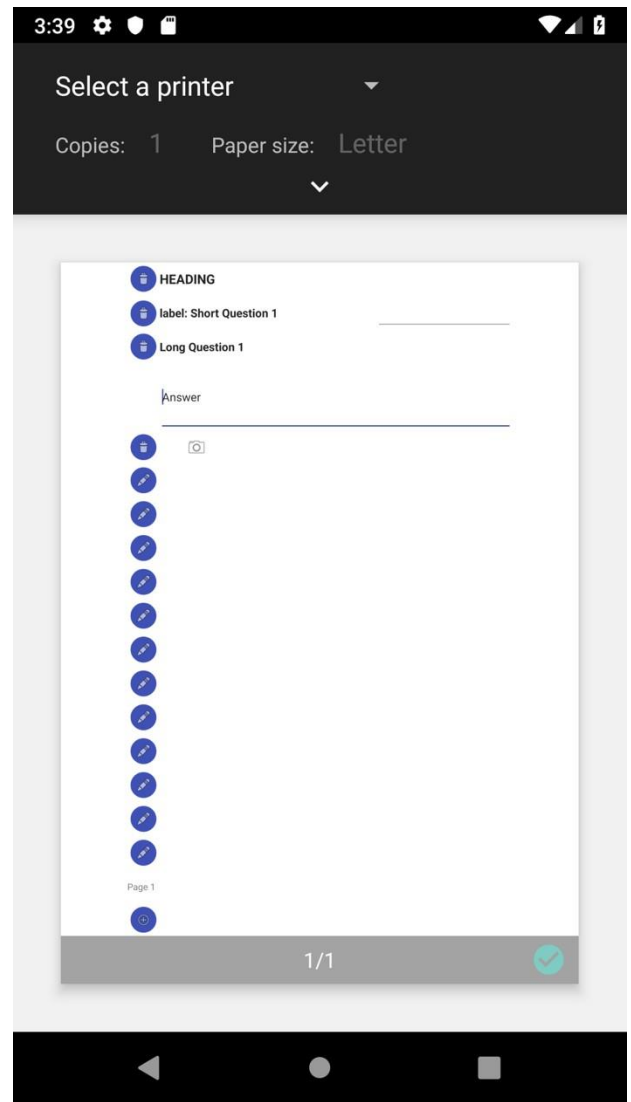 3:39
Select a printer
Copies: 1 Paper size: Letter
HEADING
label: Short Question 1
Long Question 1
Answer
Page 1
1/1